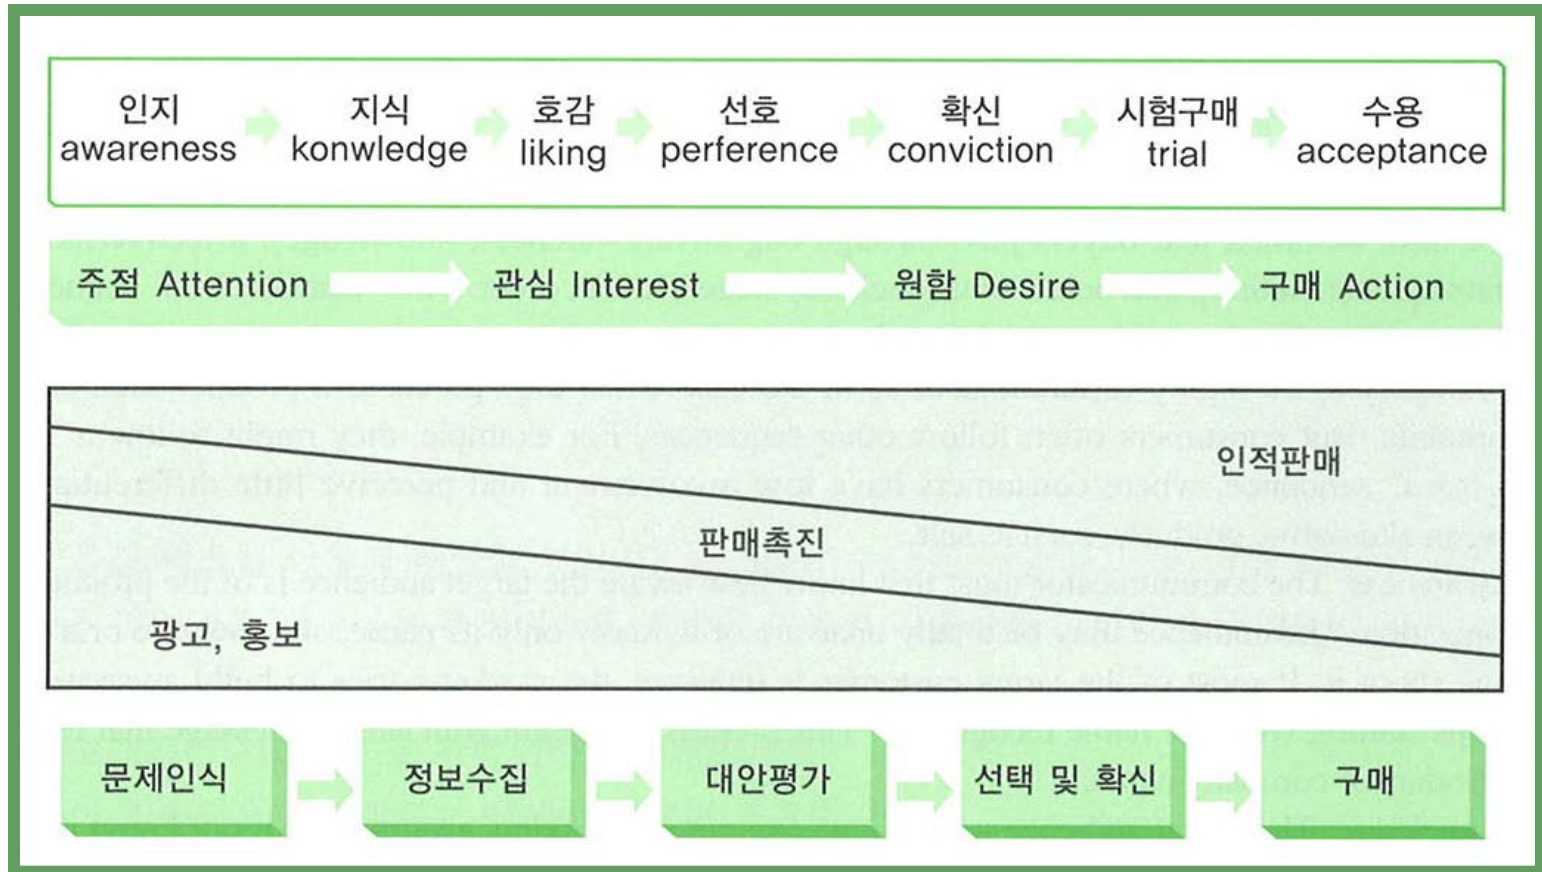 인지 지식 호감 선호 확신 시험구매 수용
awareness konwledge liking perference conviction trial acceptance
주점 Attention 관심 Interest 원함 Desire 구매 Action
인적판매
판매촉진
광고, 홍보
문제인식 정보수집 대안평가 선택 및 확신 구매